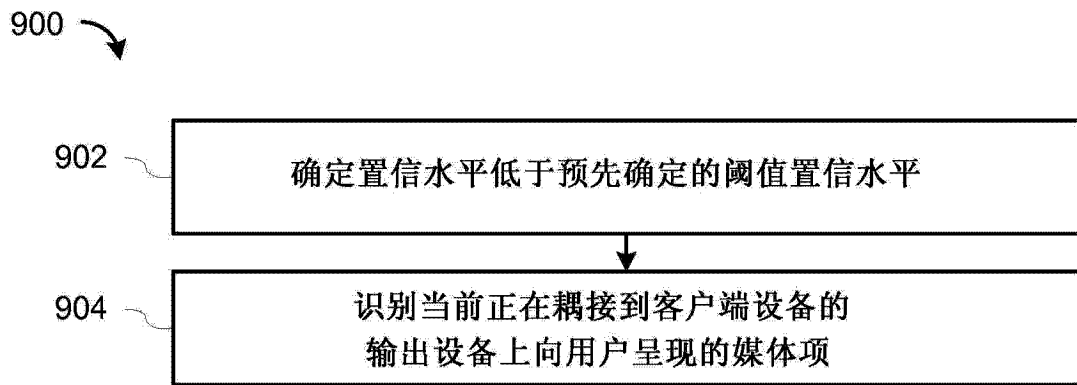 900
902
确定置信水平低于预先确定的阈值置信水平
904
识别当前正在耦接到客户端设备的
输出设备上向用户呈现的媒体项